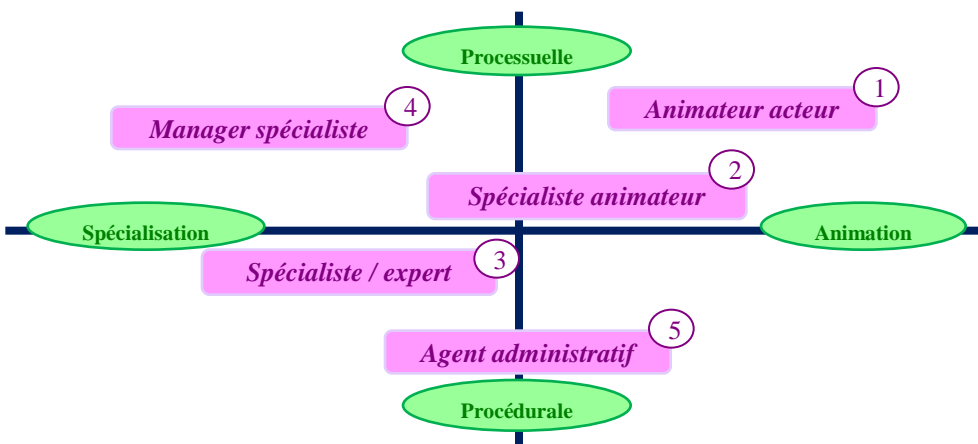 Processuelle
1
Animateur acteur
4
Manager spécialiste
2
Spécialiste animateur
Spécialisation
Animation
3
Spécialiste / expert
5
Agent administratif
Procédurale